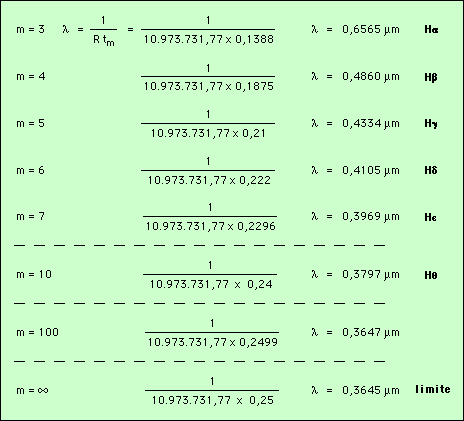 m = 3 λ = 1 / R tm = 1 / 10.973.731,77 x 0,1388 λ = 0,6565 µm Hα
m = 4 1 / 10.973.731,77 x 0,1875 λ = 0,4860 µm Hβ
m = 5 1 / 10.973.731,77 x 0,21 λ = 0,4334 µm Hγ
m = 6 1 / 10.973.731,77 x 0,222 λ = 0,4105 µm Hδ
m = 7 1 / 10.973.731,77 x 0,2296 λ = 0,3969 µm Hε
m = 10 1 / 10.973.731,77 x 0,24 λ = 0,3797 µm Hθ
m = 100 1 / 10.973.731,77 x 0,2499 λ = 0,3647 µm
m = ∞ 1 / 10.973.731,77 x 0,25 λ = 0,3645 µm limite